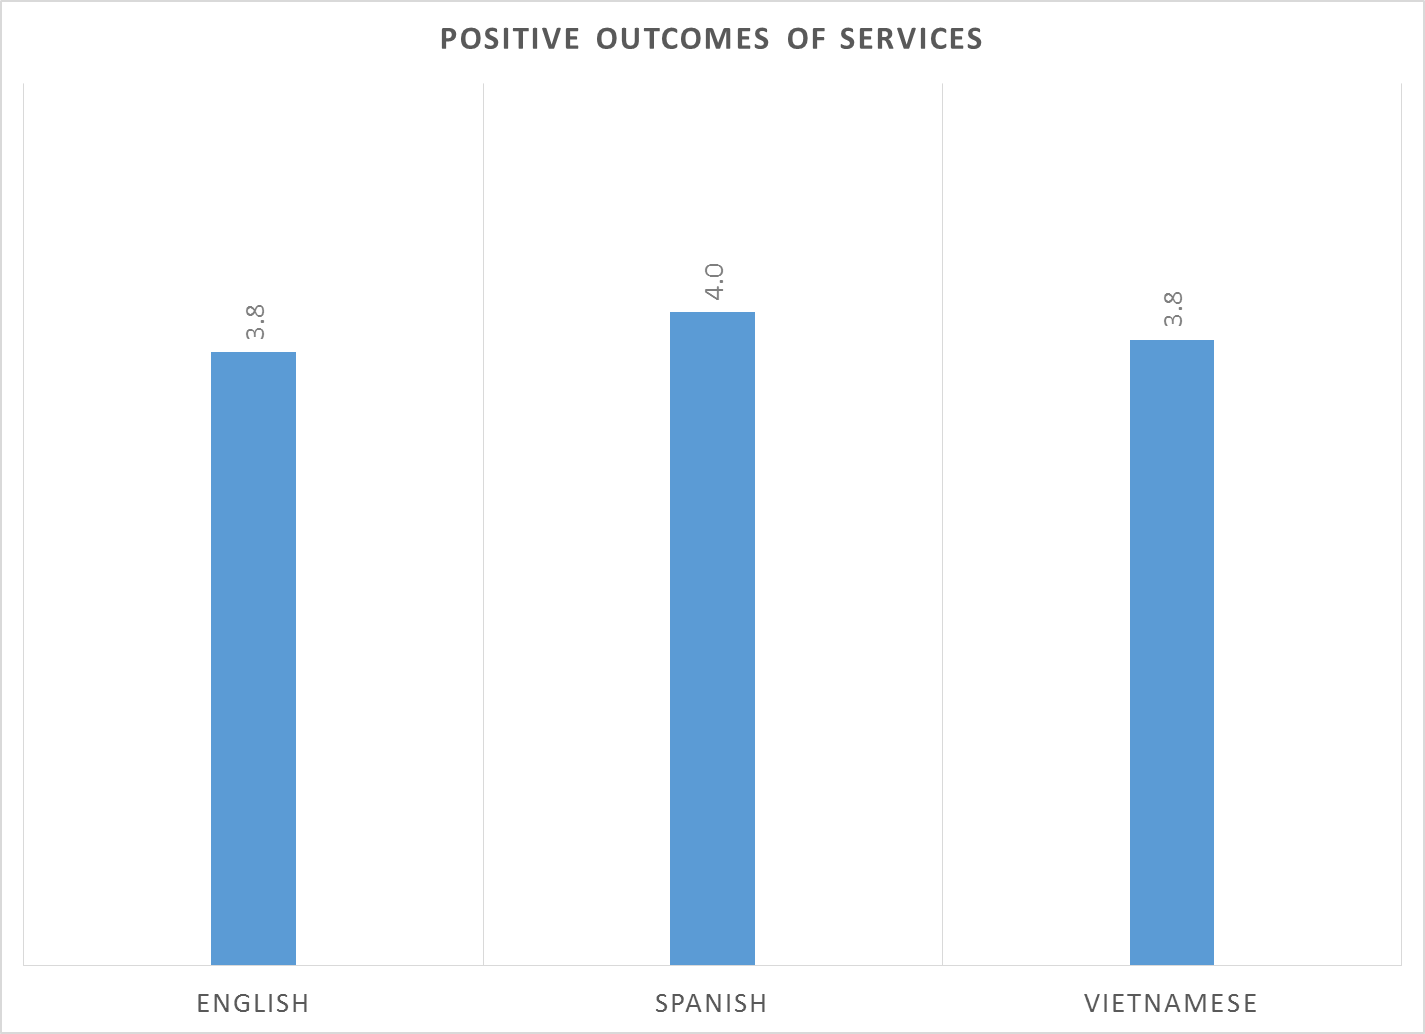 POSITIVE OUTCOMES OF SERVICES
3.8
4.0
3.8
ENGLISH
SPANISH
VIETNAMESE